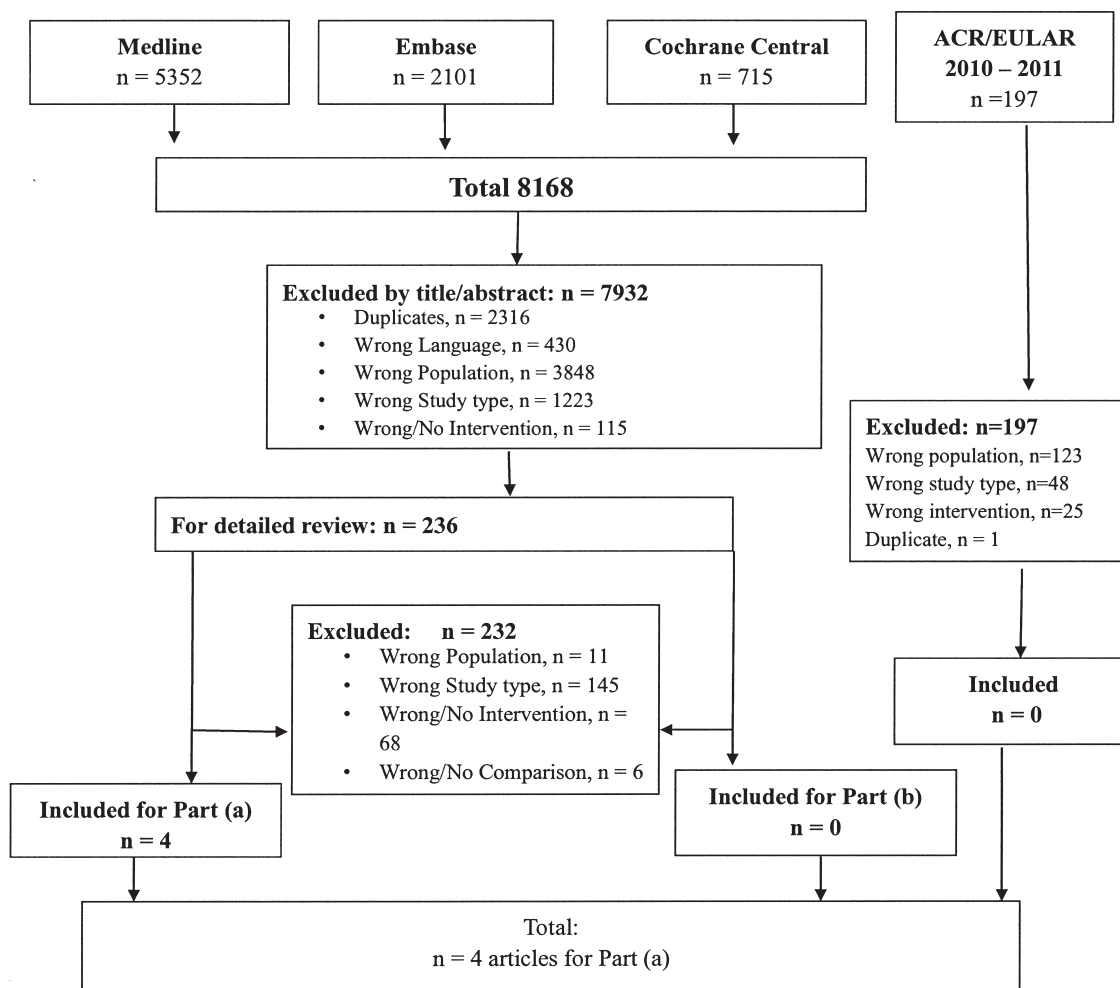 Medline
n = 5352
Embase
n = 2101
Cochrane Central
n = 715
ACR/EULAR
2010 – 2011
n =197
Total 8168
Excluded by title/abstract: n = 7932
• Duplicates, n = 2316
• Wrong Language, n = 430
• Wrong Population, n = 3848
• Wrong Study type, n = 1223
• Wrong/No Intervention, n = 115
Excluded: n=197
Wrong population, n=123
Wrong study type, n=48
Wrong intervention, n=25
Duplicate, n = 1
For detailed review: n = 236
Excluded: n = 232
• Wrong Population, n = 11
• Wrong Study type, n = 145
• Wrong/No Intervention, n =
68
• Wrong/No Comparison, n = 6
Included
n = 0
Included for Part (a)
n = 4
Included for Part (b)
n = 0
Total:
n = 4 articles for Part (a)